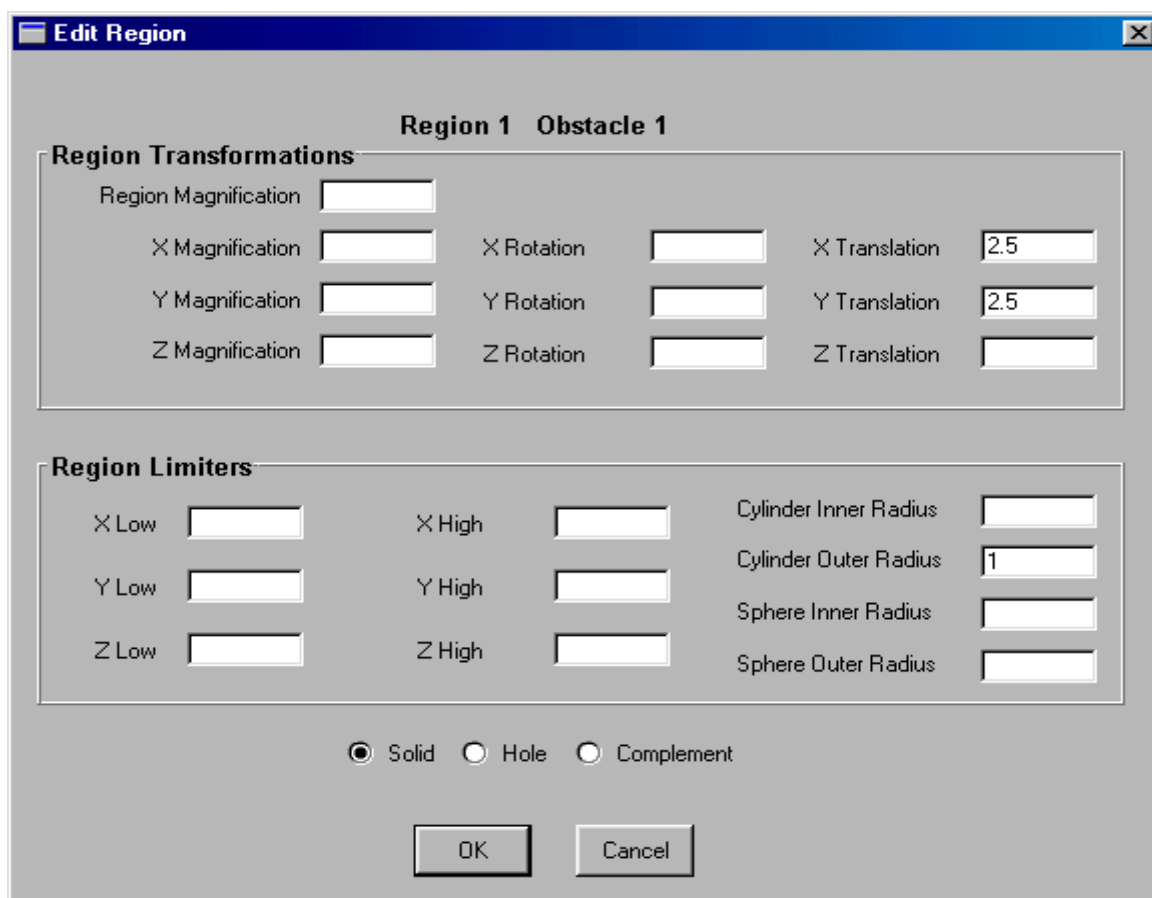 Edit Region
Region 1 Obstacle 1
Region Transformations
Region Magnification
X Magnification X Rotation X Translation 2.5
Y Magnification Y Rotation Y Translation 2.5
Z Magnification Z Rotation Z Translation
Region Limiters
X Low X High Cylinder Inner Radius
Cylinder Outer Radius 1
Y Low Y High
Sphere Inner Radius
Z Low Z High
Sphere Outer Radius
Solid Hole Complement
OK Cancel